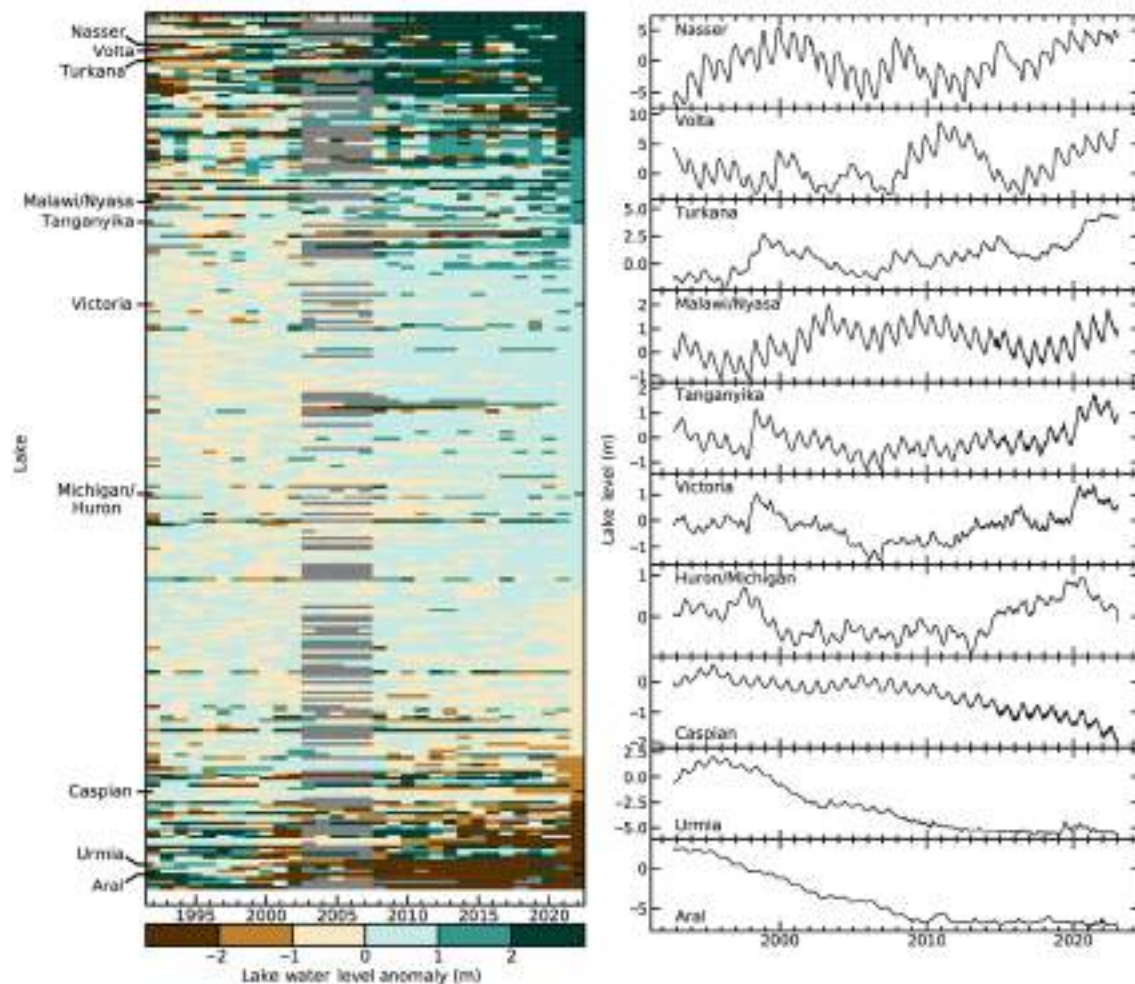 Nasser
Volta
Turkana
Malawi/Nyasa
Tanganyika
Victoria
Lake
Michigan/
Huron
Caspian
Urmia
Aral
1995 2000 2005 2010 2015 2020
−2 −1 0 1 2
Lake water level anomaly (m)
Lake level (m)
Nasser
5
0
−5
Volta
10
5
0
Turkana
5.0
2.5
0.0
Malawi/Nyasa
2
1
0
−1
Tanganyika
2
1
0
−1
Victoria
1
0
−1
Huron/Michigan
1
0
0
−1
−2
Caspian
2.5
0.0
−2.5
−5.0
Urmia
0
−5
Aral
2000 2010 2020